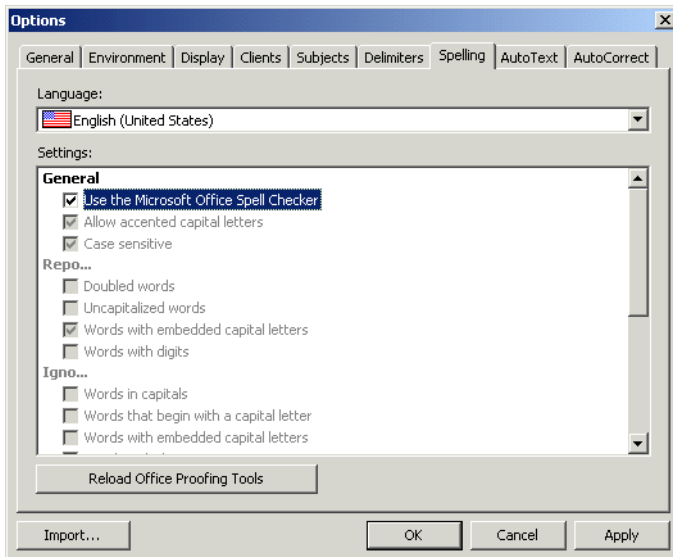 Options
General Environment Display Clients Subjects Delimiters Spelling AutoText AutoCorrect
Language:
English (United States)
Settings:
General
Use the Microsoft Office Spell Checker
Allow accented capital letters
Case sensitive
Repo...
Doubled words
Uncapitalized words
Words with embedded capital letters
Words with digits
Igno...
Words in capitals
Words that begin with a capital letter
Words with embedded capital letters
Reload Office Proofing Tools
Import... OK Cancel Apply